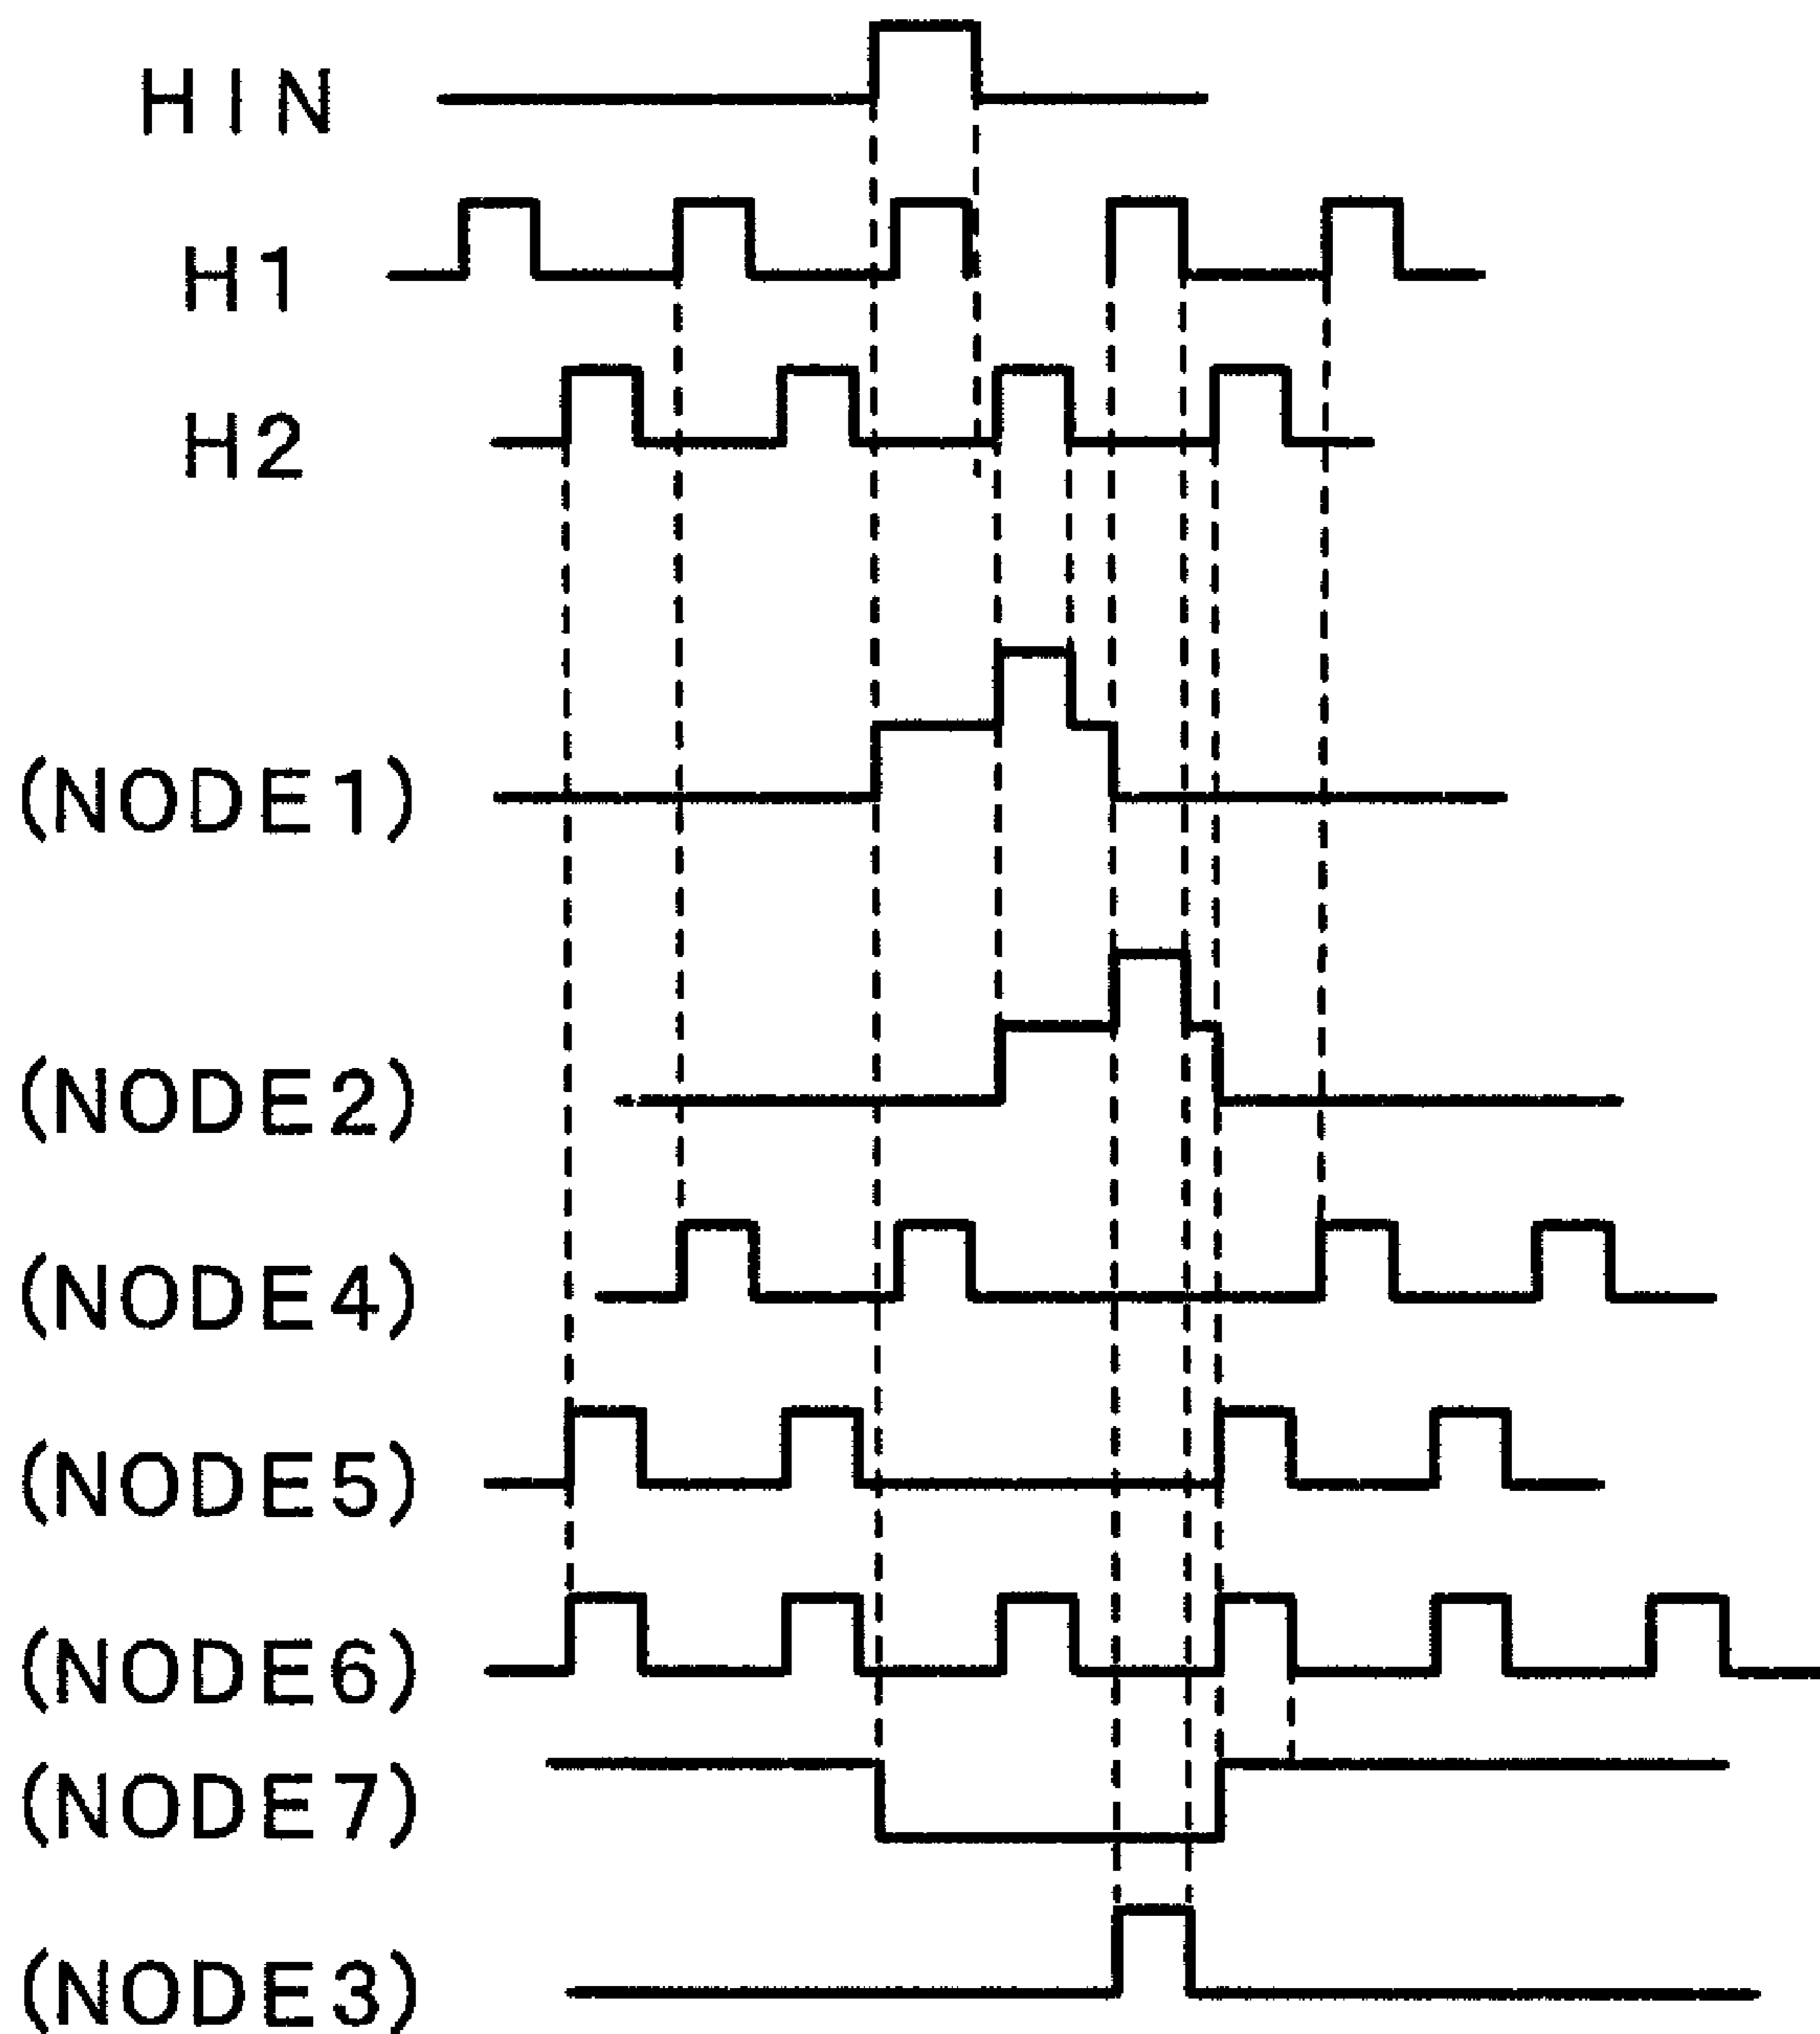 HIN
H1
H2
(NODE1)
(NODE2)
(NODE4)
(NODE5)
(NODE6)
(NODE7)
(NODE3)